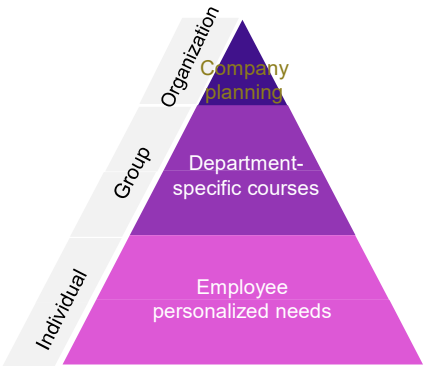 Organization
Company
planning
Group
Department-
specific courses
Individual
Employee
personalized needs